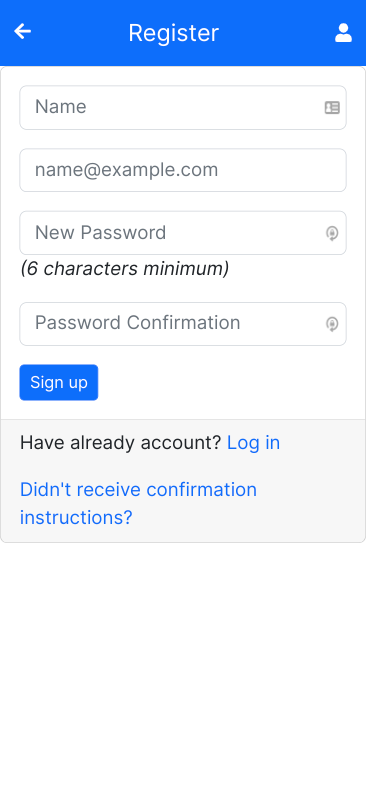 Register
Name
name@example.com
New Password
(6 characters minimum)
Password Confirmation
Sign up
Have already account? Log in
Didn't receive confirmation
instructions?